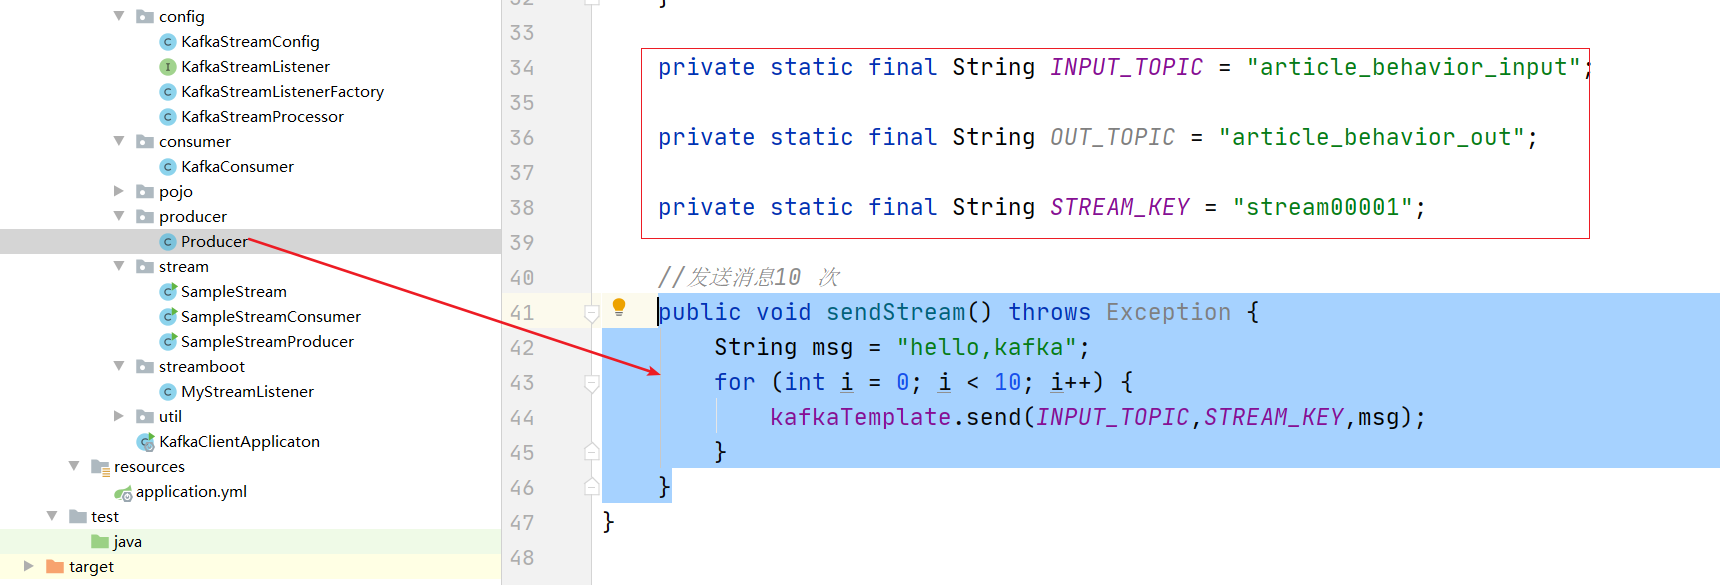 config
KafkaStreamConfig
KafkaStreamListener
KafkaStreamListenerFactory
KafkaStreamProcessor
consumer
KafkaConsumer
pojo
producer
Producer
stream
SampleStream
SampleStreamConsumer
SampleStreamProducer
streamboot
MyStreamListener
util
KafkaClientApplicaton
resources
application.yml
test
java
target
32 }
33
34 private static final String INPUT_TOPIC = "article_behavior_input";
35
36 private static final String OUT_TOPIC = "article_behavior_out";
37
38 private static final String STREAM_KEY = "stream00001";
39
40 //发送消息10 次
41 public void sendStream() throws Exception {
42 String msg = "hello,kafka";
43 for (int i = 0; i < 10; i++) {
44 kafkaTemplate.send(INPUT_TOPIC,STREAM_KEY,msg);
45 }
46 }
47 }
48